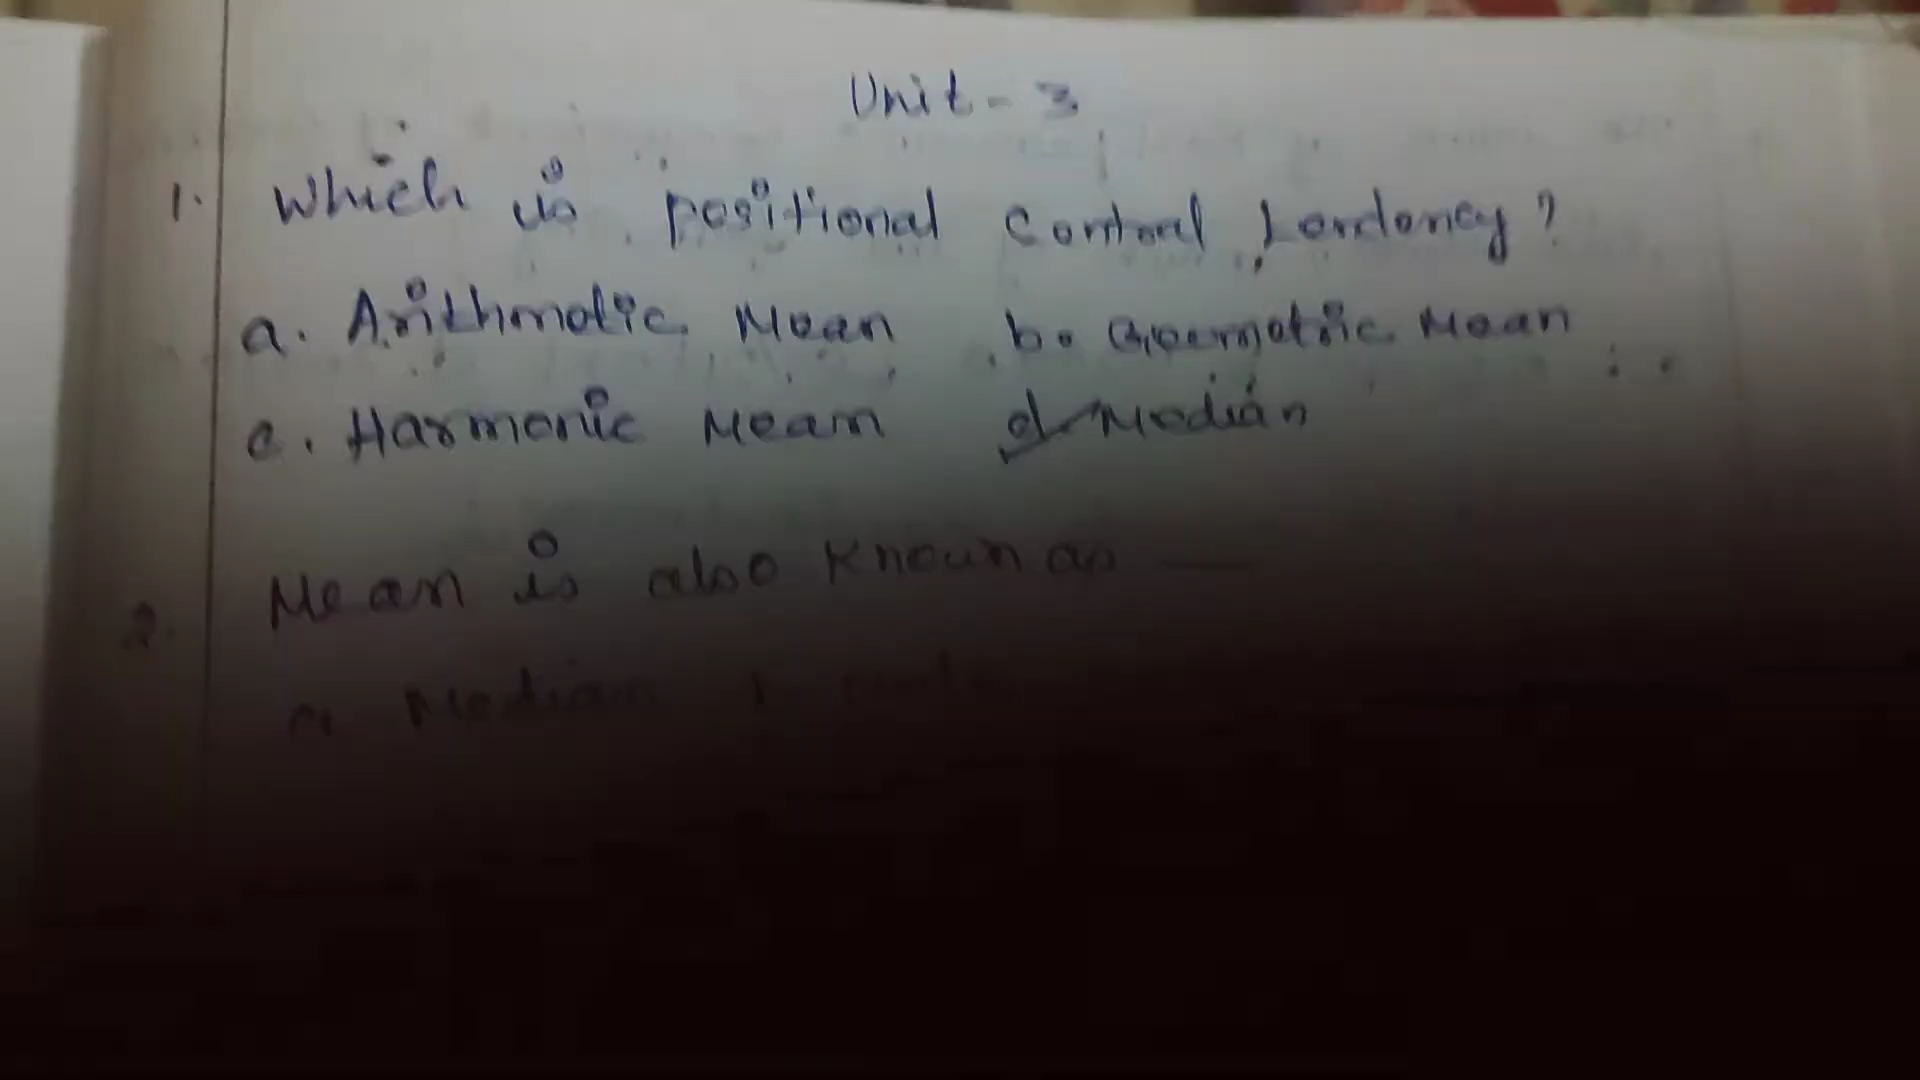 Unit - 3
1. Which is positional Central tendency?
a. Arithmetic Mean b. Geometric Mean
c. Harmonic Mean d. Median
2. Mean is also known as —
a. Median